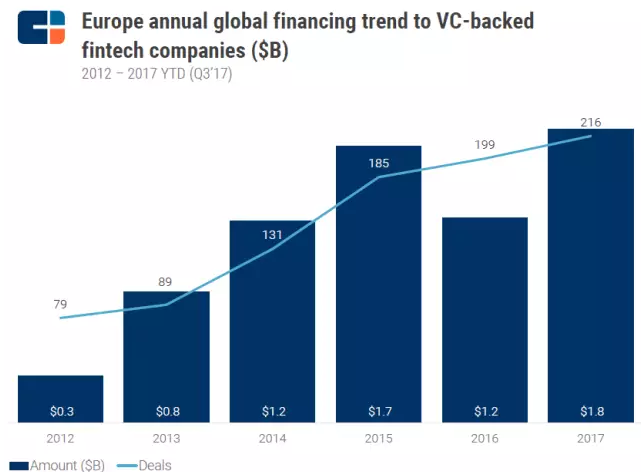 Europe annual global financing trend to VC-backed
fintech companies ($B)
2012 – 2017 YTD (Q3'17)
216
199
185
131
89
79
$0.3 $0.8 $1.2 $1.7 $1.2 $1.8
2012 2013 2014 2015 2016 2017
Amount ($B) Deals